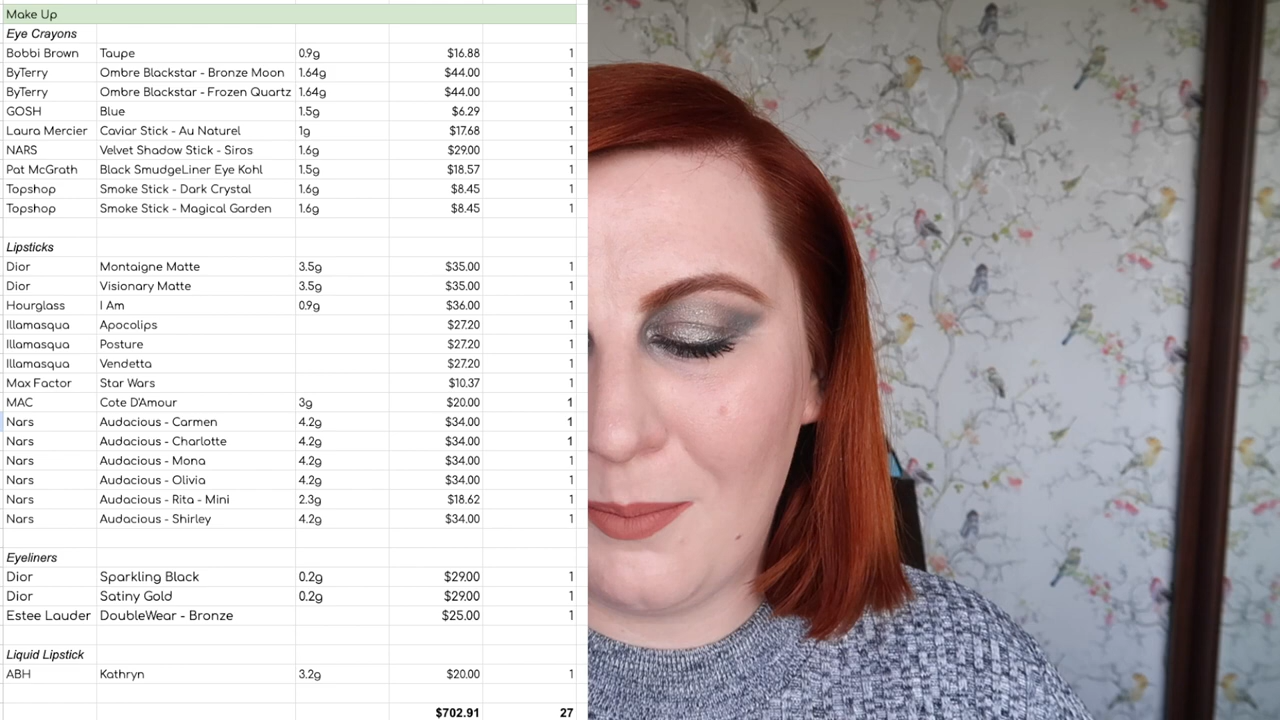 Make Up
Eye Crayons
Bobbi Brown Taupe 0.9g $16.88 1
ByTerry Ombre Blackstar - Bronze Moon 1.64g $44.00 1
ByTerry Ombre Blackstar - Frozen Quartz 1.64g $44.00 1
GOSH Blue 1.5g $6.29 1
Laura Mercier Caviar Stick - Au Naturel 1g $17.68 1
NARS Velvet Shadow Stick - Siros 1.6g $29.00 1
Pat McGrath Black SmudgeLiner Eye Kohl 1.5g $18.57 1
Topshop Smoke Stick - Dark Crystal 1.6g $8.45 1
Topshop Smoke Stick - Magical Garden 1.6g $8.45 1
Lipsticks
Dior Montaigne Matte 3.5g $35.00 1
Dior Visionary Matte 3.5g $35.00 1
Hourglass I Am 0.9g $36.00 1
Illamasqua Apocolips $27.20 1
Illamasqua Posture $27.20 1
Illamasqua Vendetta $27.20 1
Max Factor Star Wars $10.37 1
MAC Cote D'Amour 3g $20.00 1
Nars Audacious - Carmen 4.2g $34.00 1
Nars Audacious - Charlotte 4.2g $34.00 1
Nars Audacious - Mona 4.2g $34.00 1
Nars Audacious - Olivia 4.2g $34.00 1
Nars Audacious - Rita - Mini 2.3g $18.62 1
Nars Audacious - Shirley 4.2g $34.00 1
Eyeliners
Dior Sparkling Black 0.2g $29.00 1
Dior Satiny Gold 0.2g $29.00 1
Estee Lauder DoubleWear - Bronze $25.00 1
Liquid Lipstick
ABH Kathryn 3.2g $20.00 1
$702.91 27